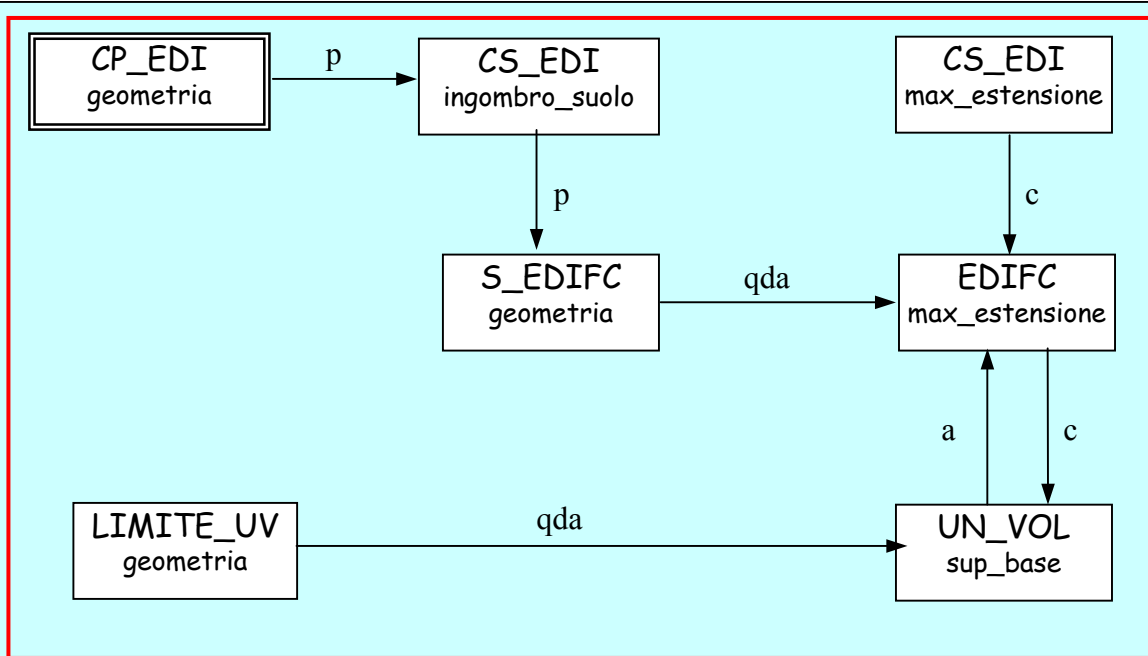 CP_EDI
geometria
p
CS_EDI
ingombro_suolo
CS_EDI
max_estensione
p
c
S_EDIFC
geometria
qda
EDIFC
max_estensione
a
c
LIMITE_UV
geometria
qda
UN_VOL
sup_base